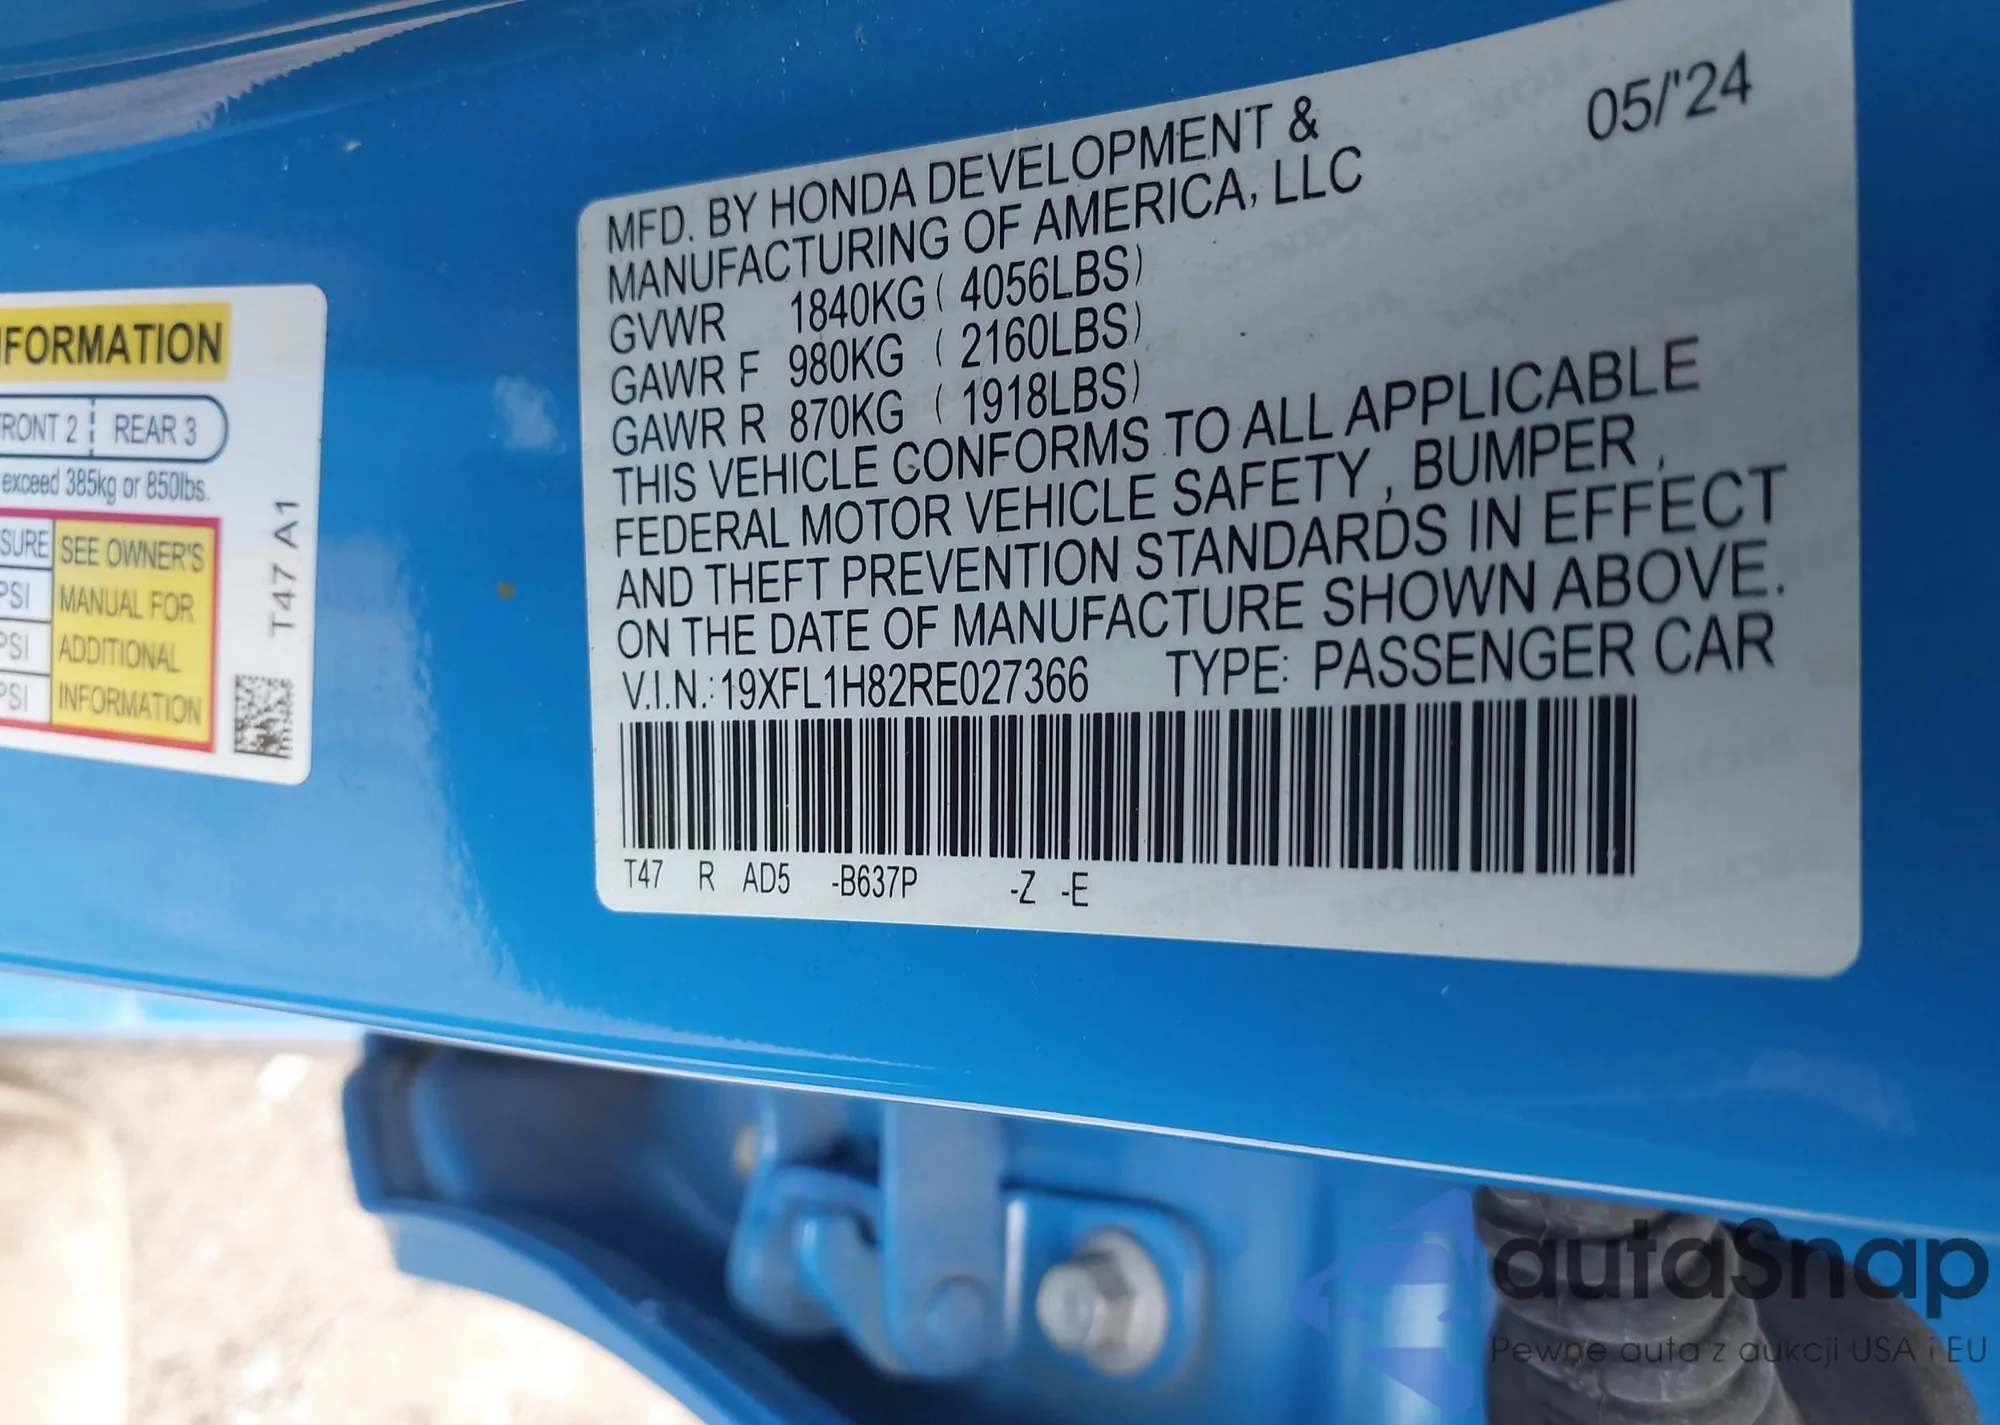 05/'24
MFD. BY HONDA DEVELOPMENT &
MANUFACTURING OF AMERICA, LLC
GVWR 1840KG ( 4056LBS)
GAWR F 980KG ( 2160LBS)
GAWR R 870KG ( 1918LBS)
THIS VEHICLE CONFORMS TO ALL APPLICABLE
FEDERAL MOTOR VEHICLE SAFETY , BUMPER ,
AND THEFT PREVENTION STANDARDS IN EFFECT
ON THE DATE OF MANUFACTURE SHOWN ABOVE.
V.I.N.:19XFL1H82RE027366 TYPE: PASSENGER CAR
T47 R AD5 -B637P -Z -E
NFORMATION
RONT 2 REAR 3
exceed 385kg or 850lbs.
SURE SEE OWNER'S
PSI MANUAL FOR
PSI ADDITIONAL
PSI INFORMATION
T47 A1
autaSnap
Pewne auta z aukcji USA i EU